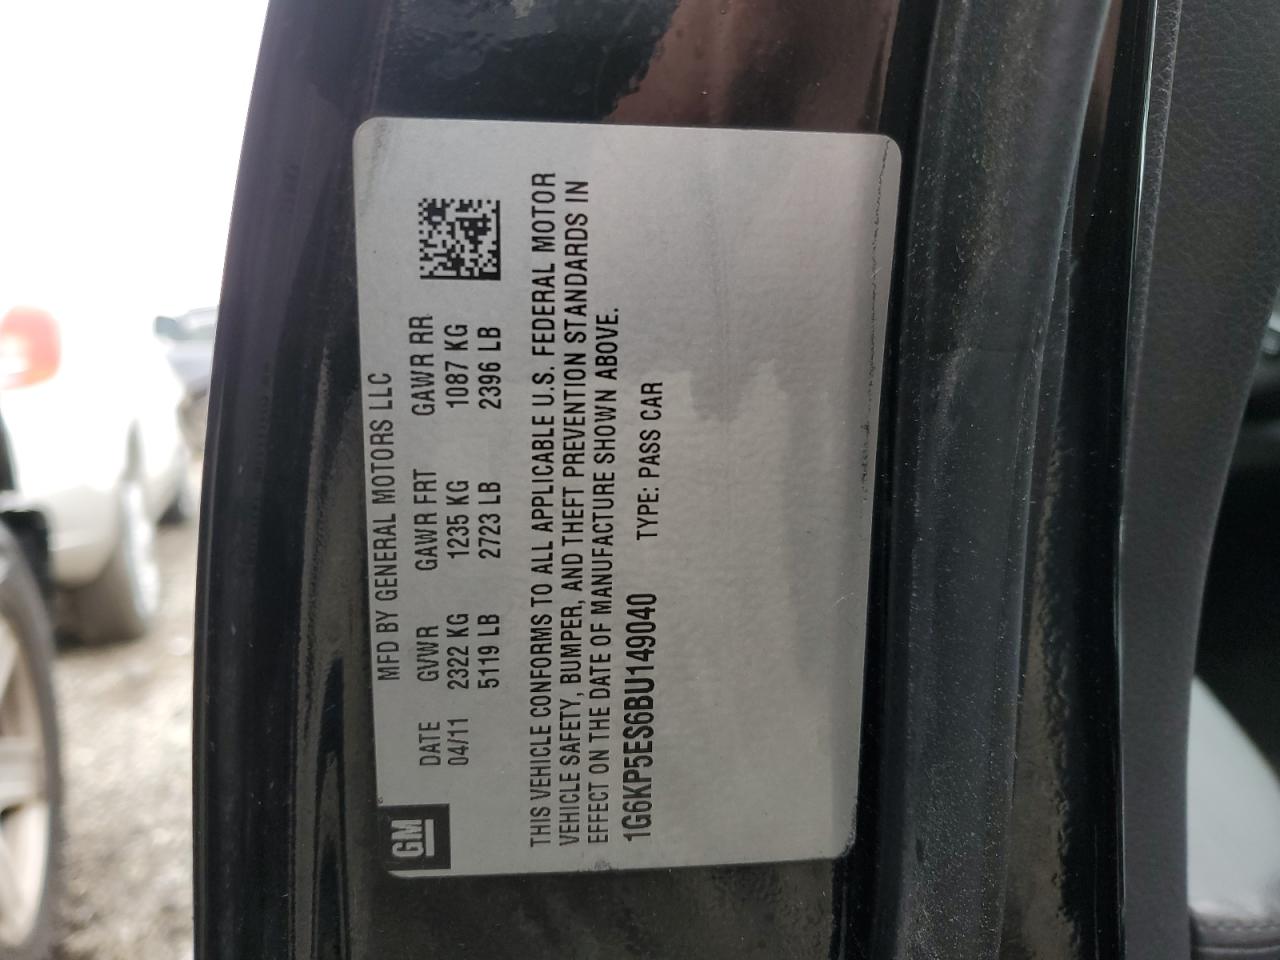 GM
MFD BY GENERAL MOTORS LLC
DATE GVWR GAWR FRT GAWR RR
04/11 2322 KG 1235 KG 1087 KG
5119 LB 2723 LB 2396 LB
THIS VEHICLE CONFORMS TO ALL APPLICABLE U.S. FEDERAL MOTOR
VEHICLE SAFETY, BUMPER, AND THEFT PREVENTION STANDARDS IN
EFFECT ON THE DATE OF MANUFACTURE SHOWN ABOVE.
1G6KP5ES6BU149040 TYPE: PASS CAR